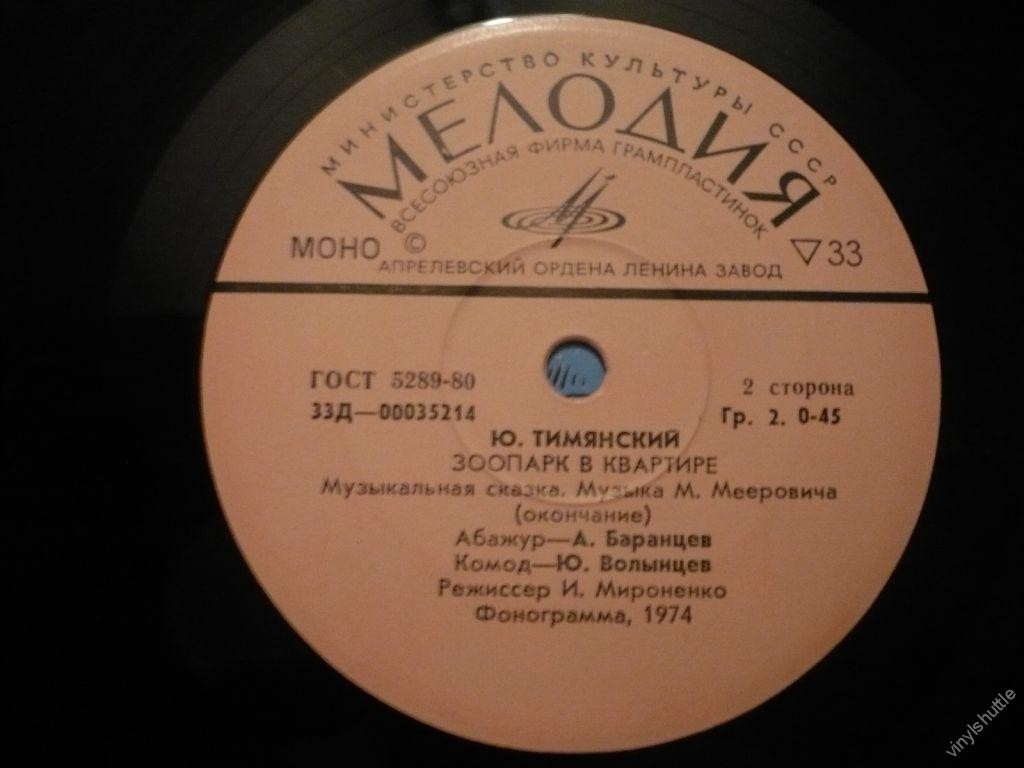 МИНИСТЕРСТВО КУЛЬТУРЫ СССР
МЕЛОДИЯ
ВСЕСОЮЗНАЯ ФИРМА ГРАМПЛАСТИНОК
МОНО © ▽33
АПРЕЛЕВСКИЙ ОРДЕНА ЛЕНИНА ЗАВОД
ГОСТ 5289-80 2 сторона
33Д—00035214 Гр. 2. 0-45
Ю. ТИМЯНСКИЙ
ЗООПАРК В КВАРТИРЕ
Музыкальная сказка. Музыка М. Мееровича
(окончание)
Абажур—А. Баранцев
Комод—Ю. Волынцев
Режиссер И. Мироненко
Фонограмма, 1974
vinylshuttle